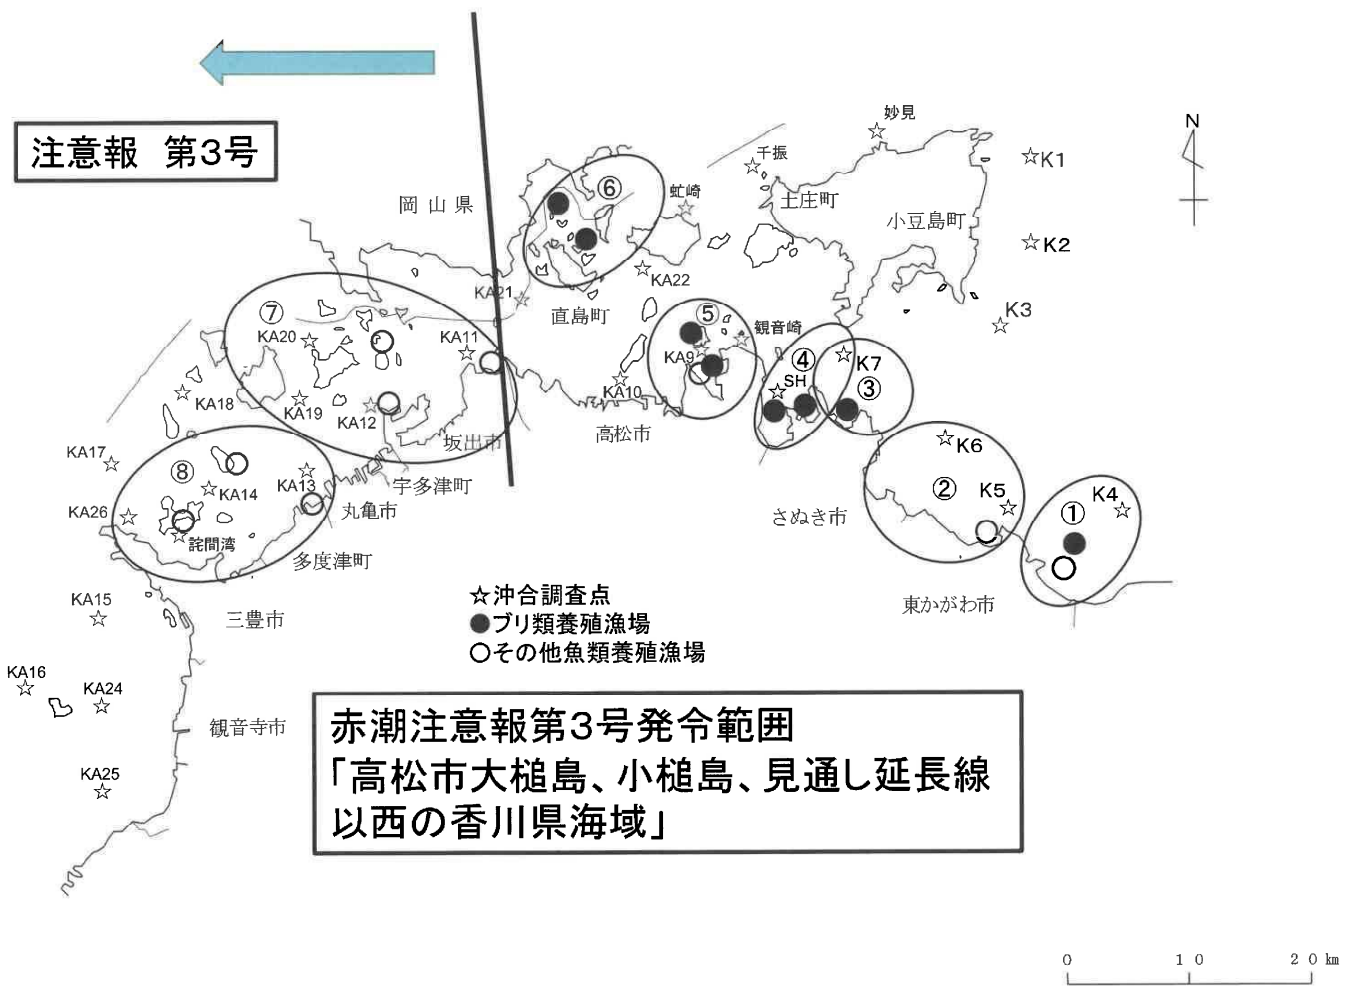 注意報 第3号
妙見
N
千振
K1
岡山県
⑥
虻崎
土庄町
小豆島町
K2
KA22
KA21
直島町
⑦
⑤
K3
KA20
KA11
観音崎
KA9
④
K7
SH
③
KA18
KA19
KA10
KA12
高松市
坂出市
K6
KA17
⑧
KA14
KA13
宇多津町
②
K5
①
K4
KA26
丸亀市
さぬき市
詫間湾
多度津町
KA15
三豊市
東かがわ市
☆沖合調査点
●ブリ類養殖漁場
○その他魚類養殖漁場
KA16
KA24
観音寺市
KA25
赤潮注意報第3号発令範囲
「高松市大槌島、小槌島、見通し延長線
以西の香川県海域」
0 10 20㎞